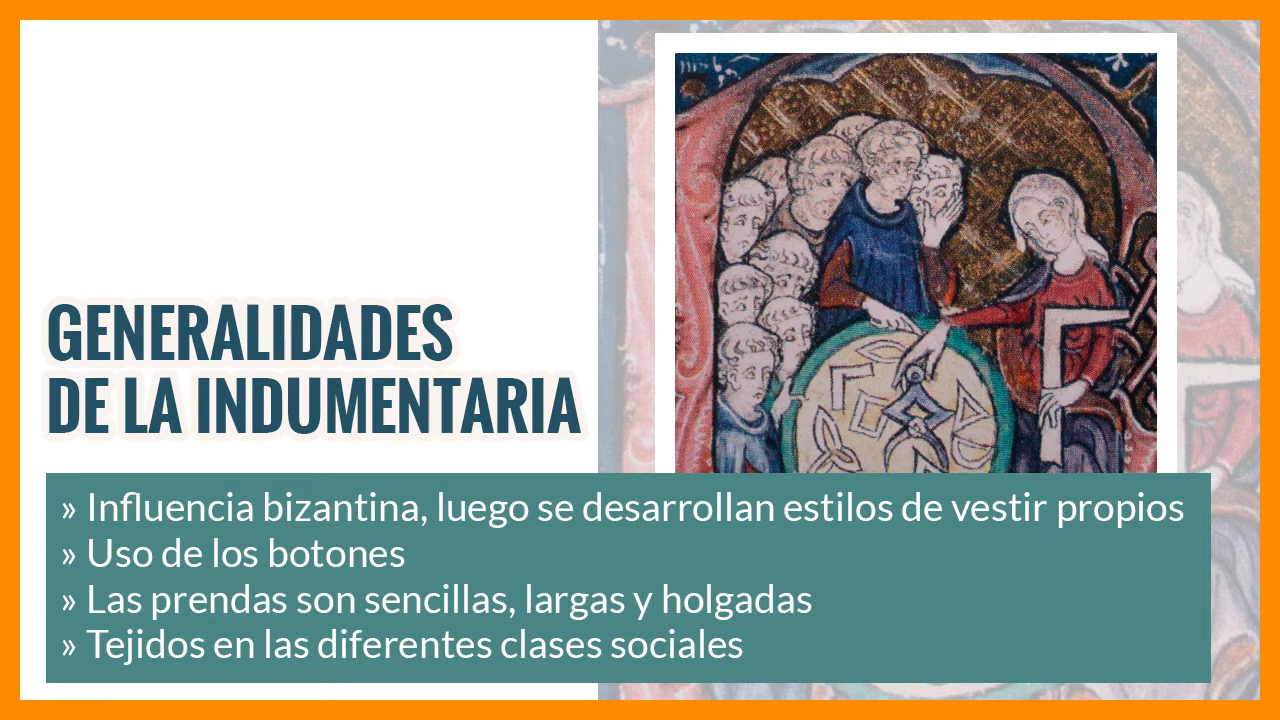 GENERALIDADES
DE LA INDUMENTARIA
» Influencia bizantina, luego se desarrollan estilos de vestir propios
» Uso de los botones
» Las prendas son sencillas, largas y holgadas
» Tejidos en las diferentes clases sociales